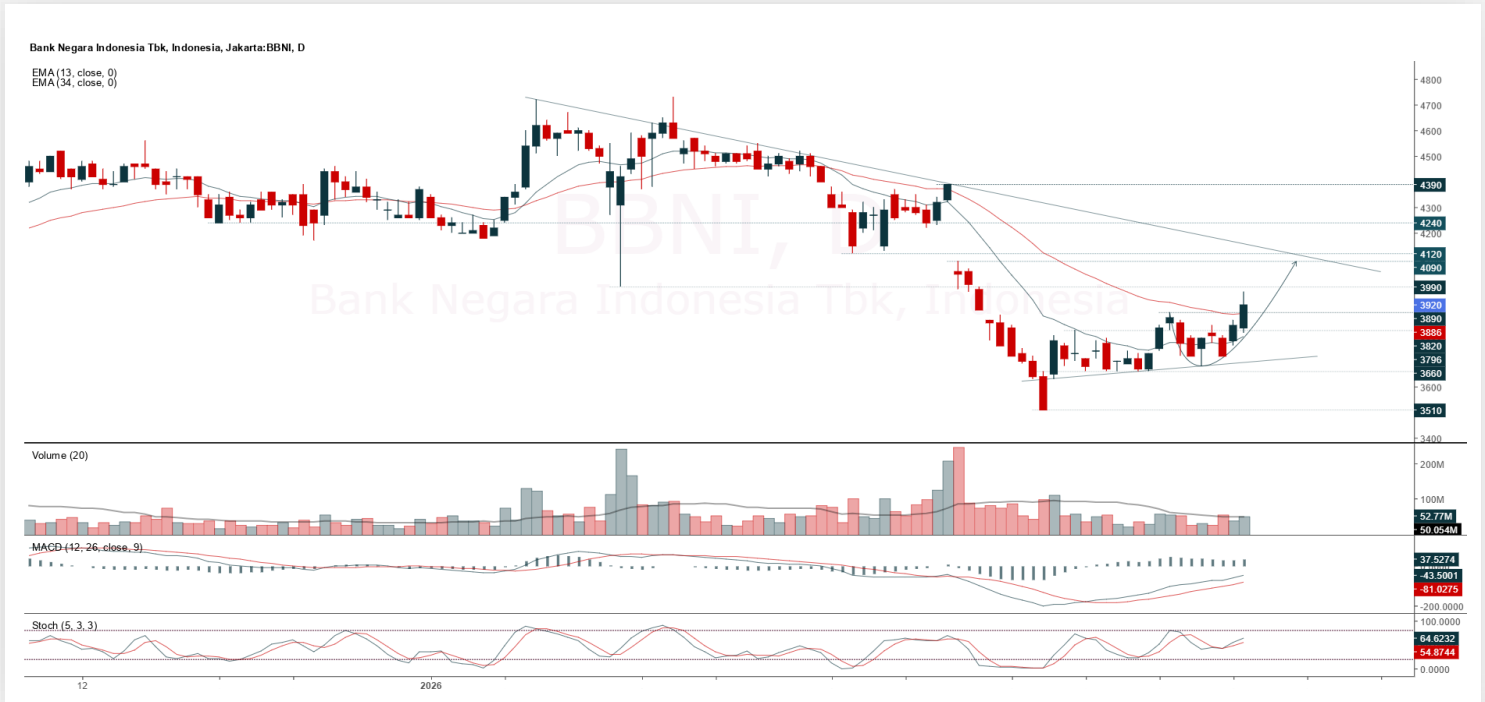 Bank Negara Indonesia Tbk, Indonesia, Jakarta:BBNI, D
EMA (13, close, 0)
EMA (34, close, 0)
BBNI, D
Bank Negara Indonesia Tbk, Indonesia
4800
4700
4600
4500
4390
4300
4240
4200
4120
4090
3990
3920
3890
3886
3820
3796
3660
3600
3510
3400
Volume (20)
200M
100M
52.77M
50.054M
MACD (12, 26, close, 9)
37.5274
0.0000
-43.5001
-81.0275
-200.0000
Stoch (5, 3, 3)
100.0000
64.6232
54.8744
0.0000
12
2026